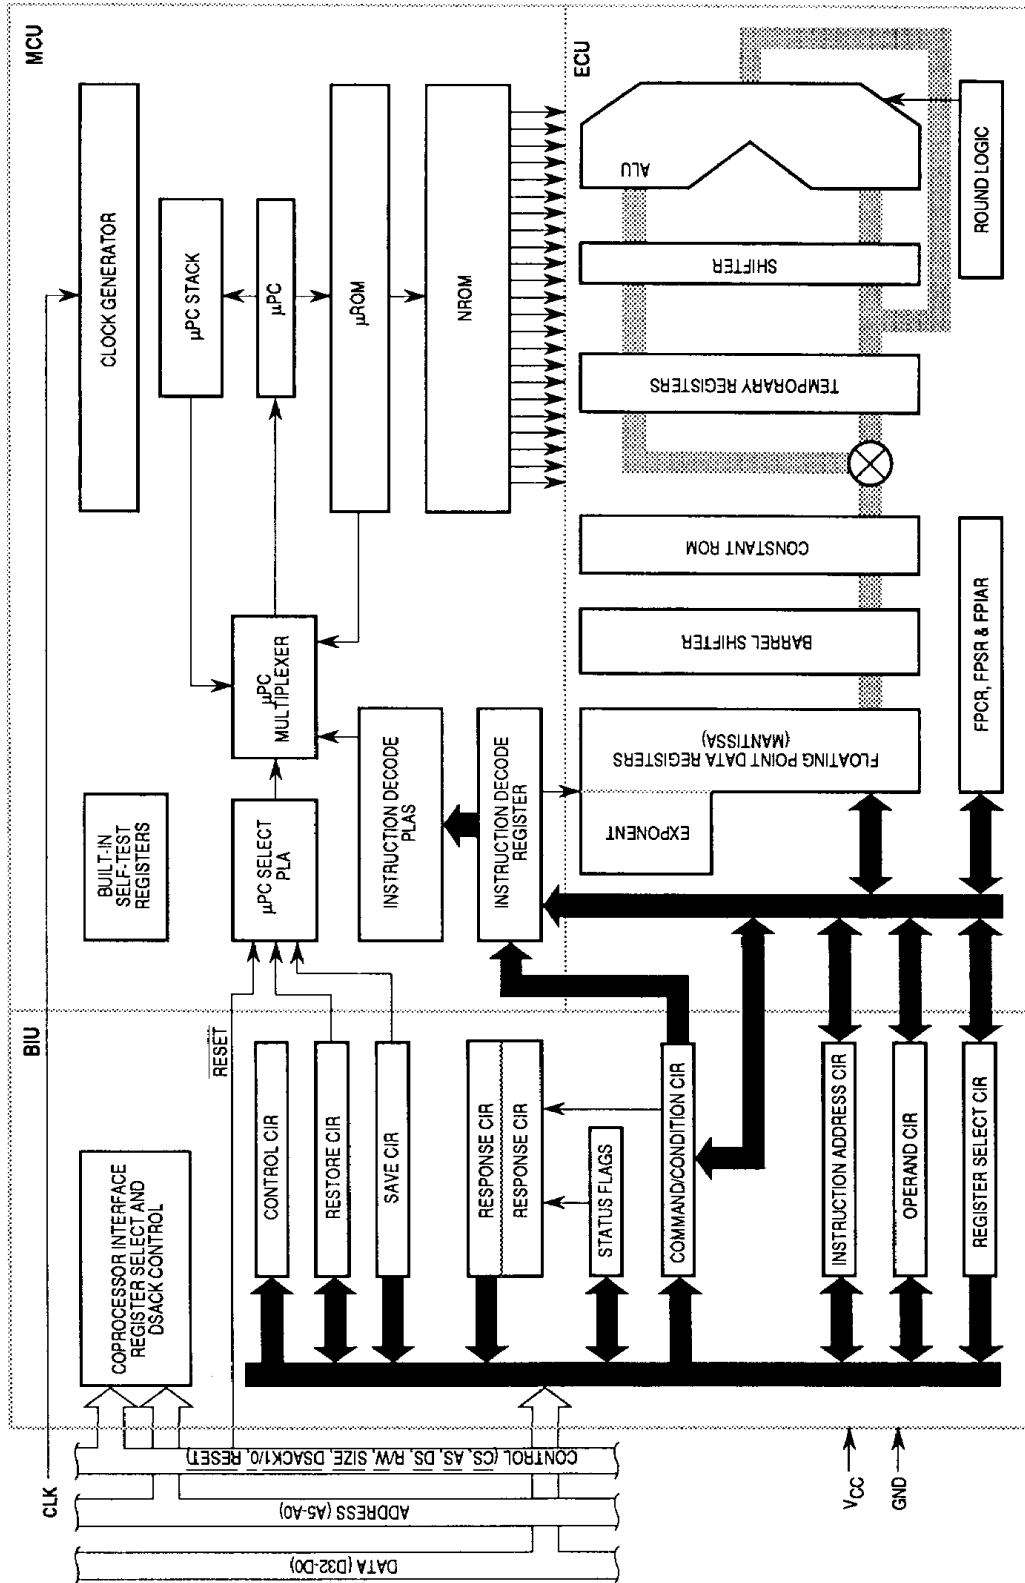 MCU
CLOCK GENERATOR
µPC STACK
µPC
µROM
NROM
µPC
MULTIPLEXER
BUILT-IN
SELF-TEST
REGISTERS
µPC SELECT
PLA
INSTRUCTION DECODE
PLAS
INSTRUCTION DECODE
REGISTER
ECU
ALU
SHIFTER
TEMPORARY REGISTERS
CONSTANT ROM
BARREL SHIFTER
FLOATING POINT DATA REGISTERS
(MANTISSA)
EXPONENT
ROUND LOGIC
FPCR, FPSR & FPIAR
BIU
RESET
COPROCESSOR INTERFACE
REGISTER SELECT AND
DSACK CONTROL
CONTROL CIR
RESTORE CIR
SAVE CIR
RESPONSE CIR
RESPONSE CIR
STATUS FLAGS
COMMAND/CONDITION CIR
INSTRUCTION ADDRESS CIR
OPERAND CIR
REGISTER SELECT CIR
CLK
CONTROL (CS, AS, DS, R/W, SIZE, DSACK1/0, RESET)
ADDRESS (A5-A0)
DATA (D32-D0)
VCC
GND